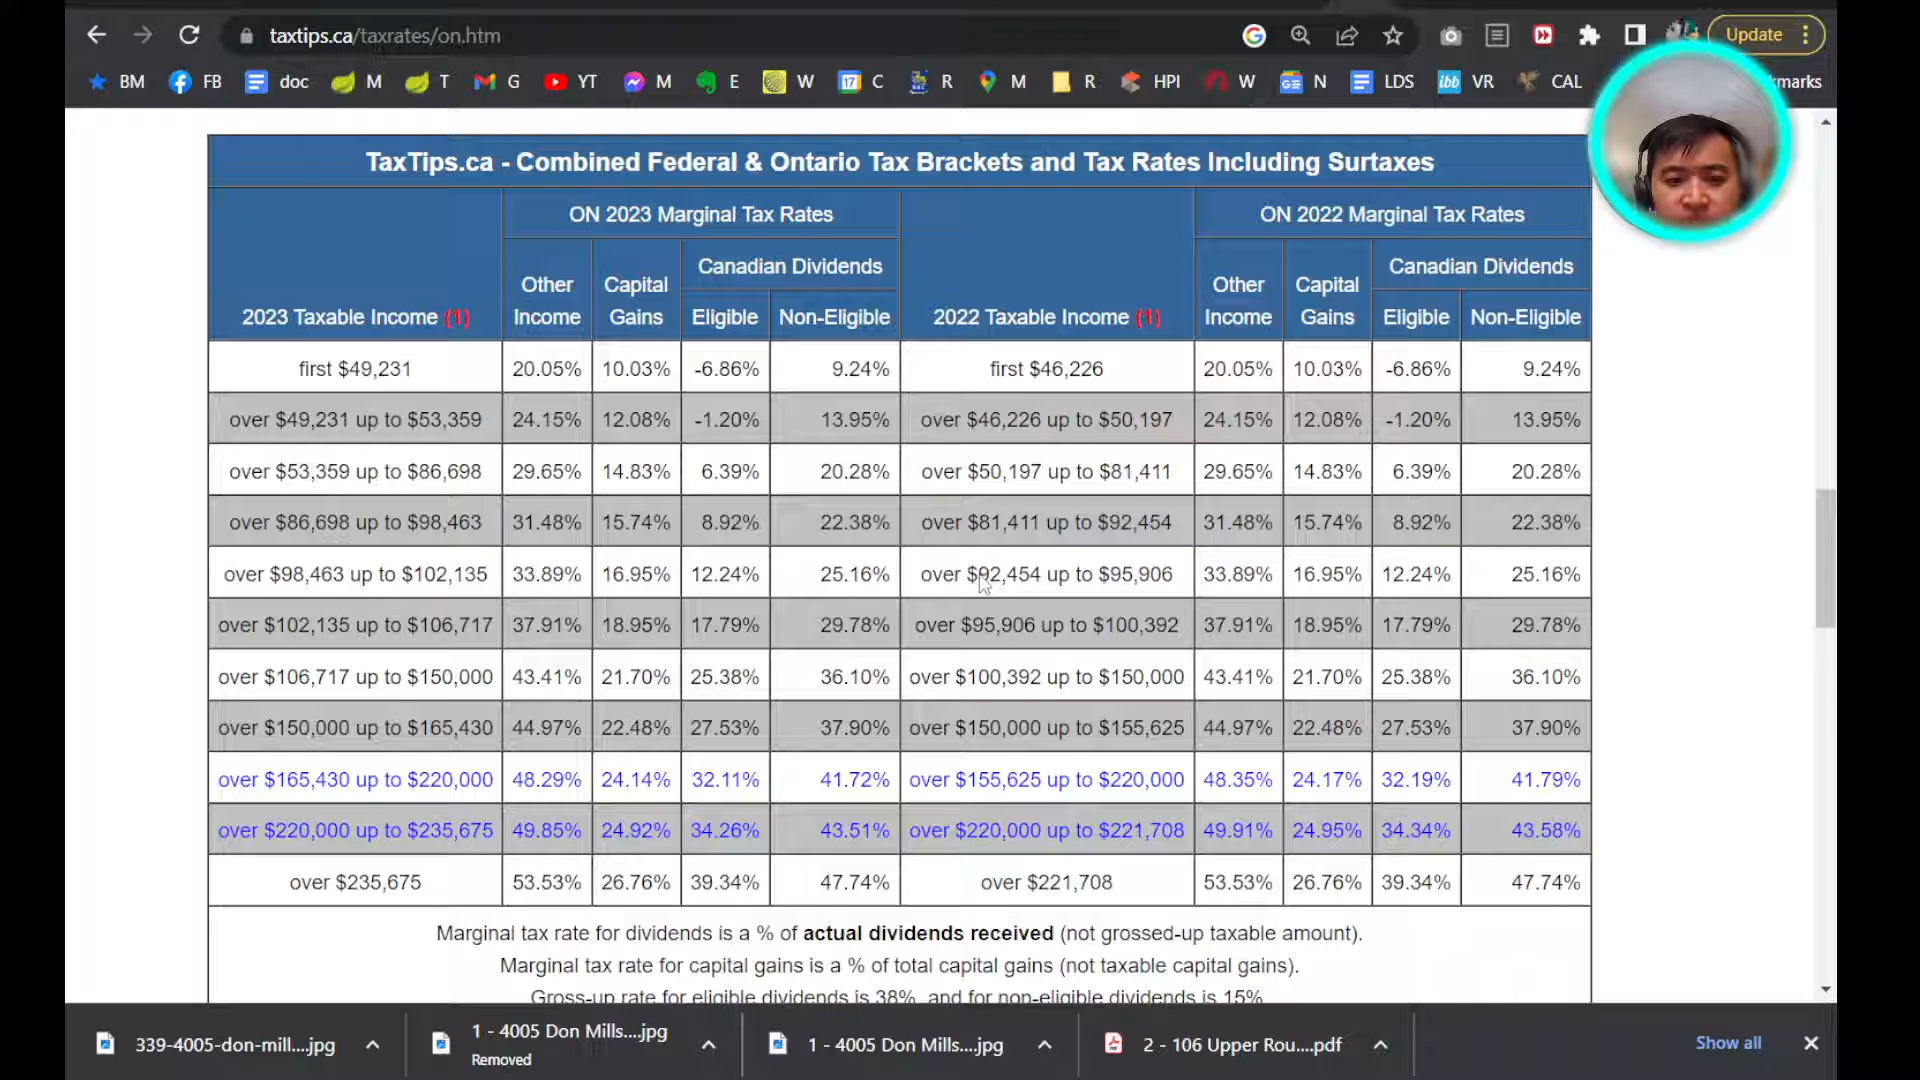 taxtips.ca/taxrates/on.htm
Update
BM FB doc M T G YT M E W C R M R HPI W N LDS VR CAL
marks
TaxTips.ca - Combined Federal & Ontario Tax Brackets and Tax Rates Including Surtaxes
ON 2023 Marginal Tax Rates ON 2022 Marginal Tax Rates
Canadian Dividends Canadian Dividends
2023 Taxable Income (1) Other Income Capital Gains Eligible Non-Eligible 2022 Taxable Income (1) Other Income Capital Gains Eligible Non-Eligible
first $49,231 20.05% 10.03% -6.86% 9.24% first $46,226 20.05% 10.03% -6.86% 9.24%
over $49,231 up to $53,359 24.15% 12.08% -1.20% 13.95% over $46,226 up to $50,197 24.15% 12.08% -1.20% 13.95%
over $53,359 up to $86,698 29.65% 14.83% 6.39% 20.28% over $50,197 up to $81,411 29.65% 14.83% 6.39% 20.28%
over $86,698 up to $98,463 31.48% 15.74% 8.92% 22.38% over $81,411 up to $92,454 31.48% 15.74% 8.92% 22.38%
over $98,463 up to $102,135 33.89% 16.95% 12.24% 25.16% over $92,454 up to $95,906 33.89% 16.95% 12.24% 25.16%
over $102,135 up to $106,717 37.91% 18.95% 17.79% 29.78% over $95,906 up to $100,392 37.91% 18.95% 17.79% 29.78%
over $106,717 up to $150,000 43.41% 21.70% 25.38% 36.10% over $100,392 up to $150,000 43.41% 21.70% 25.38% 36.10%
over $150,000 up to $165,430 44.97% 22.48% 27.53% 37.90% over $150,000 up to $155,625 44.97% 22.48% 27.53% 37.90%
over $165,430 up to $220,000 48.29% 24.14% 32.11% 41.72% over $155,625 up to $220,000 48.35% 24.17% 32.19% 41.79%
over $220,000 up to $235,675 49.85% 24.92% 34.26% 43.51% over $220,000 up to $221,708 49.91% 24.95% 34.34% 43.58%
over $235,675 53.53% 26.76% 39.34% 47.74% over $221,708 53.53% 26.76% 39.34% 47.74%
Marginal tax rate for dividends is a % of actual dividends received (not grossed-up taxable amount).
Marginal tax rate for capital gains is a % of total capital gains (not taxable capital gains).
Gross-up rate for eligible dividends is 38%, and for non-eligible dividends is 15%
339-4005-don-mill....jpg
1 - 4005 Don Mills....jpg
Removed
1 - 4005 Don Mills....jpg
2 - 106 Upper Rou....pdf
Show all